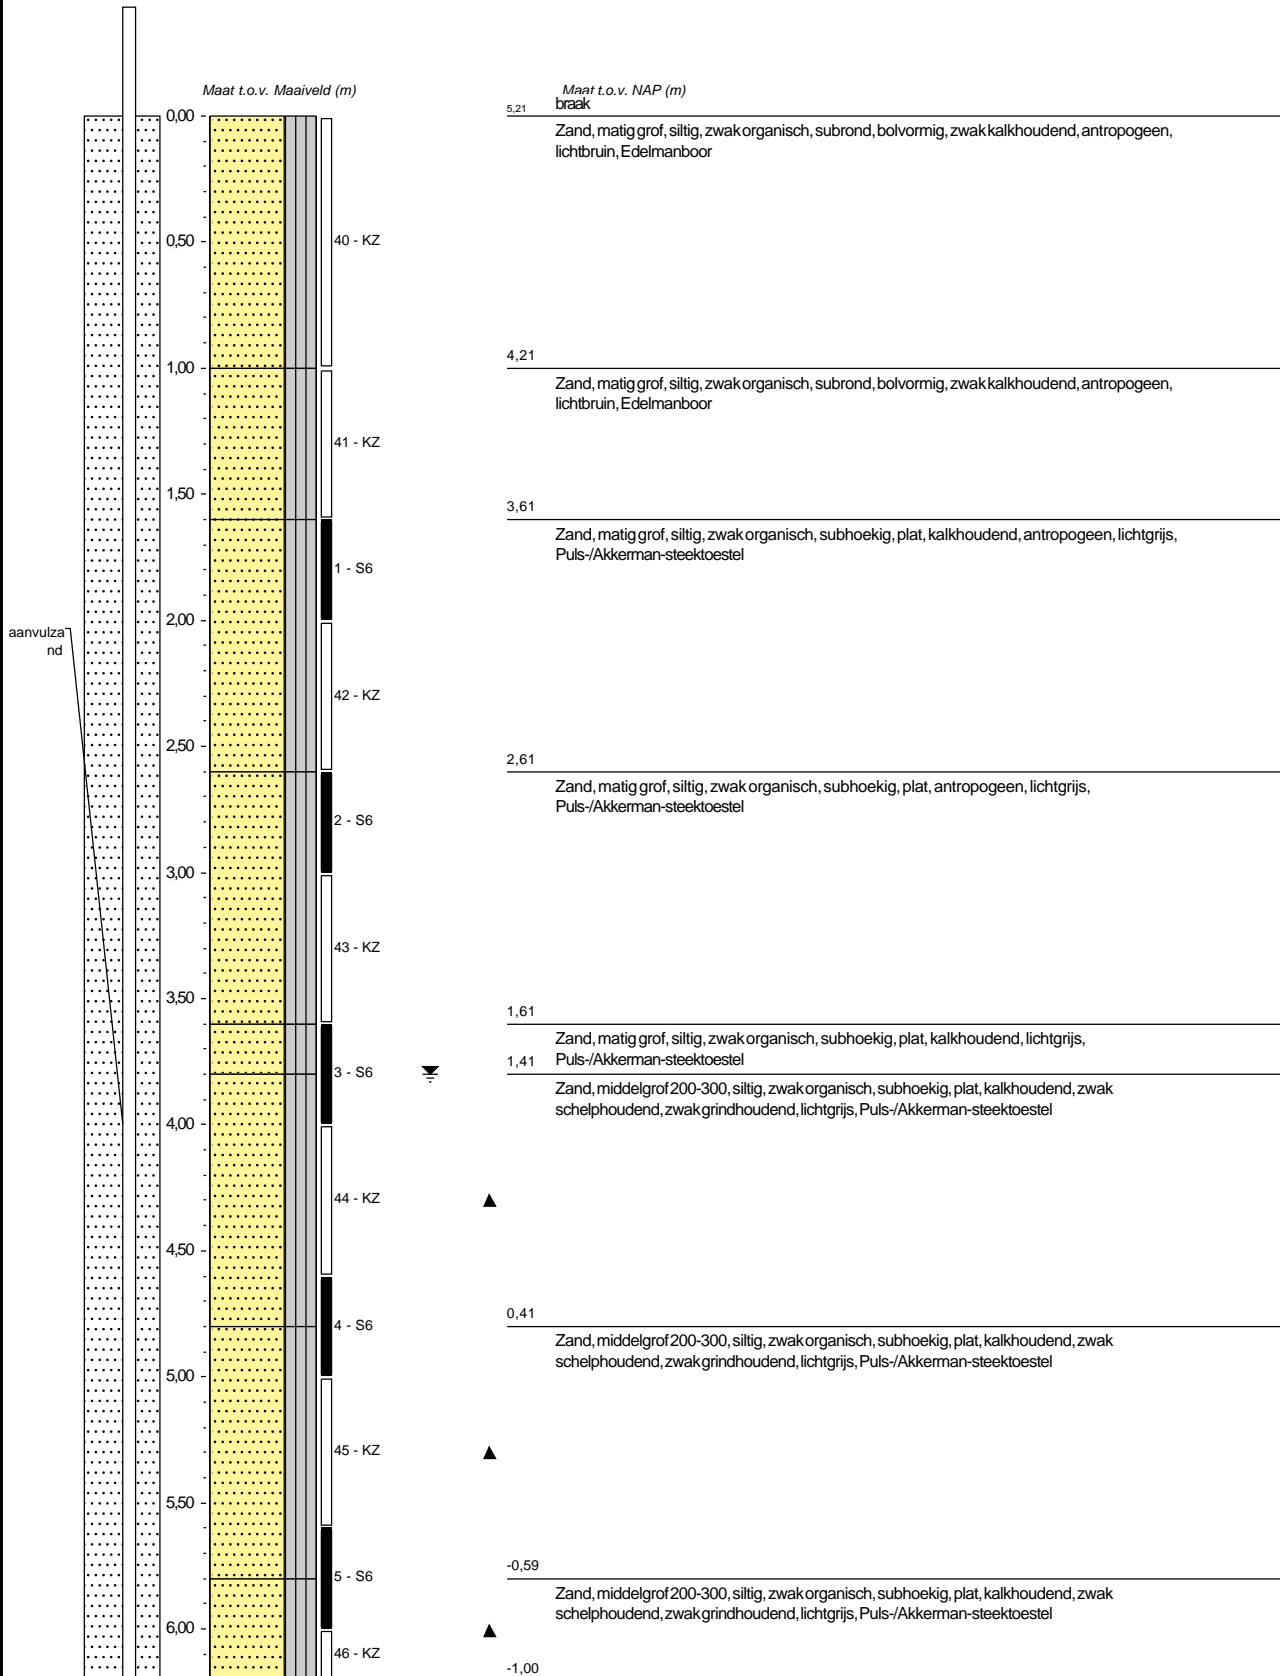 Maat t.o.v. Maaiveld (m)
Maat t.o.v. NAP (m)
braak
0,00
5,21
Zand, matig grof, siltig, zwak organisch, subrond, bolvormig, zwak kalkhoudend, antropogeen,
lichtbruin, Edelmanboor
0,50
40 - KZ
4,21
1,00
Zand, matig grof, siltig, zwak organisch, subrond, bolvormig, zwak kalkhoudend, antropogeen,
lichtbruin, Edelmanboor
41 - KZ
1,50
3,61
Zand, matig grof, siltig, zwak organisch, subhoekig, plat, kalkhoudend, antropogeen, lichtgrijs,
Puls-/Akkerman-steektoestel
1 - S6
2,00
aanvulza
nd
42 - KZ
2,50
2,61
Zand, matig grof, siltig, zwak organisch, subhoekig, plat, antropogeen, lichtgrijs,
Puls-/Akkerman-steektoestel
2 - S6
3,00
43 - KZ
3,50
1,61
Zand, matig grof, siltig, zwak organisch, subhoekig, plat, kalkhoudend, lichtgrijs,
Puls-/Akkerman-steektoestel
1,41
3 - S6
Zand, middelgrof 200-300, siltig, zwak organisch, subhoekig, plat, kalkhoudend, zwak
schelphoudend, zwak grindhoudend, lichtgrijs, Puls-/Akkerman-steektoestel
4,00
44 - KZ
4,50
0,41
4 - S6
Zand, middelgrof 200-300, siltig, zwak organisch, subhoekig, plat, kalkhoudend, zwak
schelphoudend, zwak grindhoudend, lichtgrijs, Puls-/Akkerman-steektoestel
5,00
45 - KZ
5,50
-0,59
5 - S6
Zand, middelgrof 200-300, siltig, zwak organisch, subhoekig, plat, kalkhoudend, zwak
schelphoudend, zwak grindhoudend, lichtgrijs, Puls-/Akkerman-steektoestel
6,00
46 - KZ
-1,00